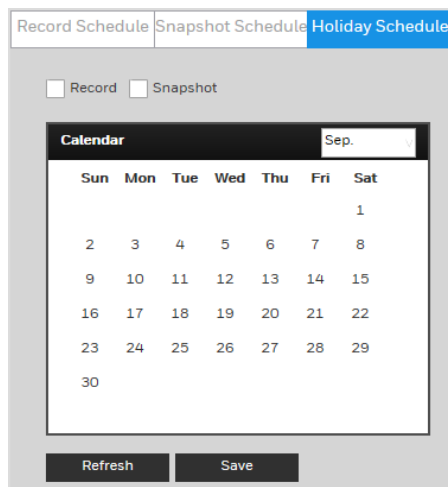 Record Schedule Snapshot Schedule Holiday Schedule
Record Snapshot
Calendar Sep.
Sun Mon Tue Wed Thu Fri Sat
1
2 3 4 5 6 7 8
9 10 11 12 13 14 15
16 17 18 19 20 21 22
23 24 25 26 27 28 29
30
Refresh Save